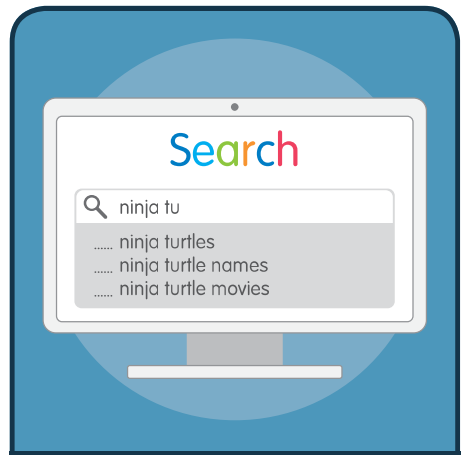 Search
ninja tu
...... ninja turtles
...... ninja turtle names
...... ninja turtle movies